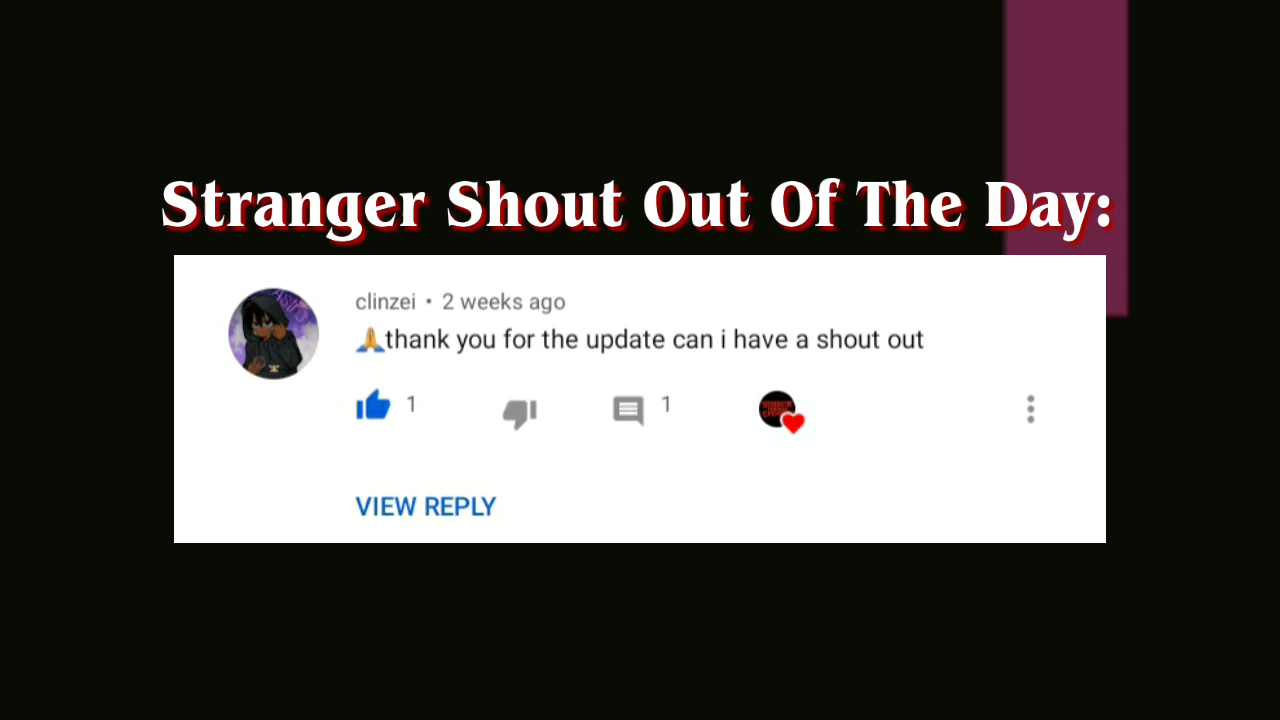 Stranger Shout Out Of The Day:
clinzei • 2 weeks ago
🙏thank you for the update can i have a shout out
1
1
VIEW REPLY